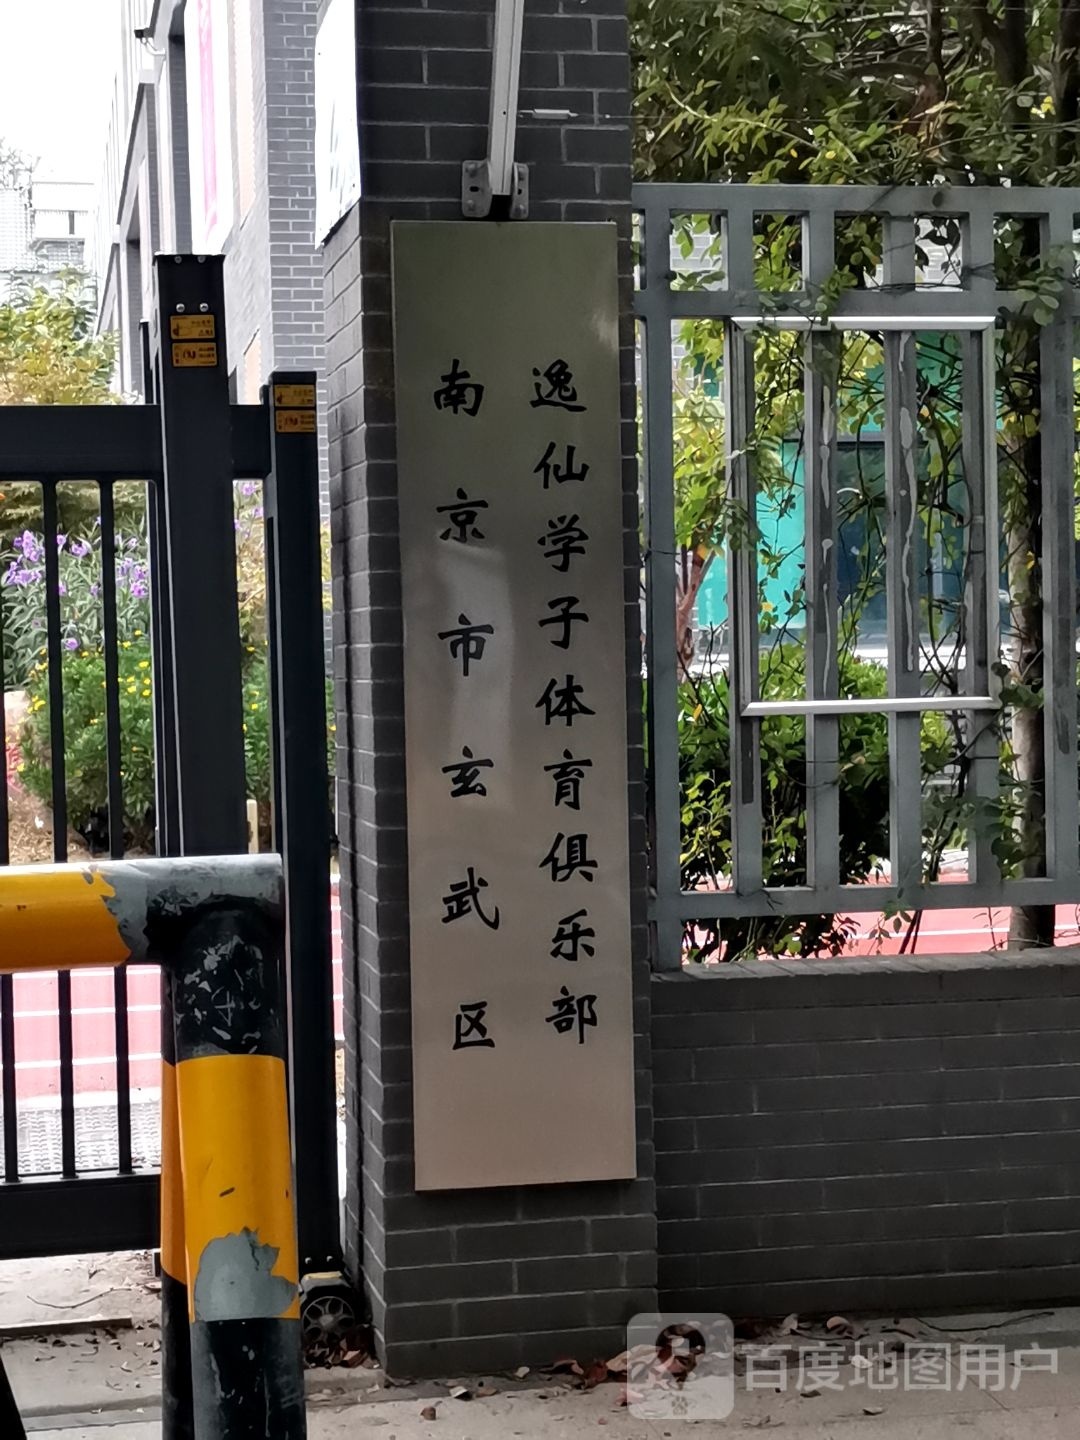 南京市玄武区
逸仙学子体育俱乐部
百度地图用户